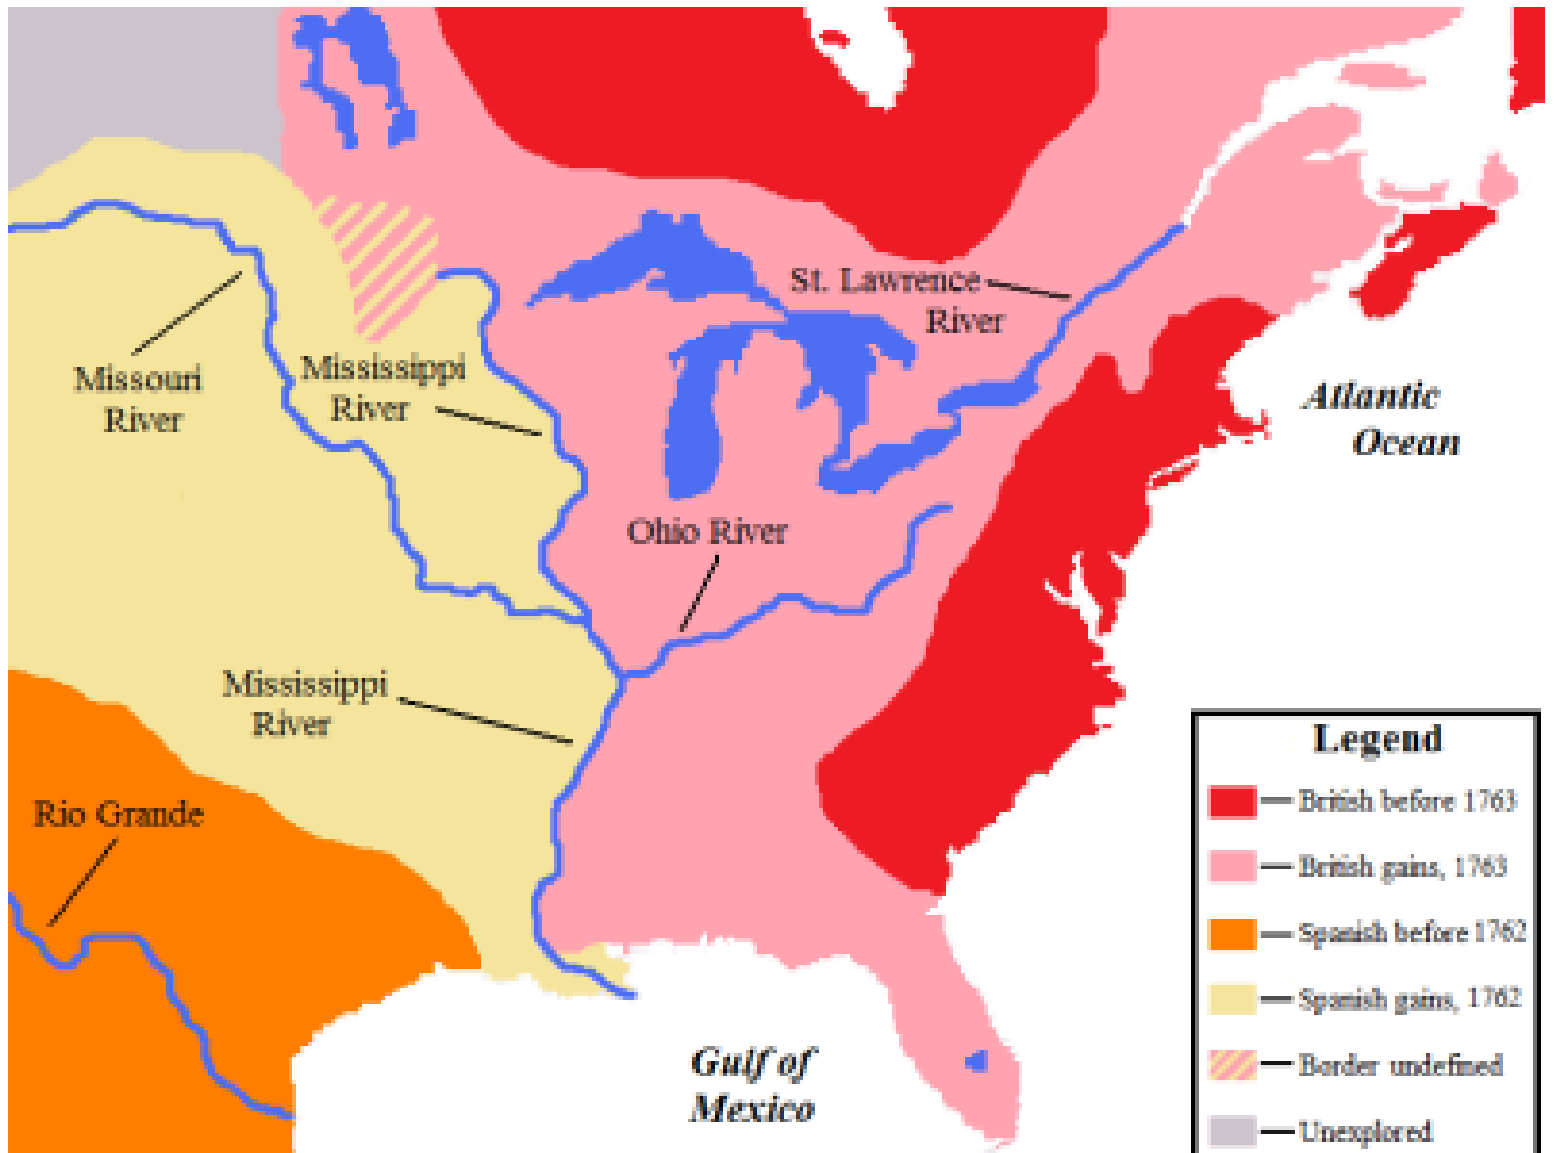 St. Lawrence
River
Missouri
River
Mississippi
River
Atlantic
Ocean
Ohio River
Mississippi
River
Rio Grande
Gulf of
Mexico
Legend
British before 1763
British gains, 1763
Spanish before 1762
Spanish gains, 1762
Border undefined
Unexplored